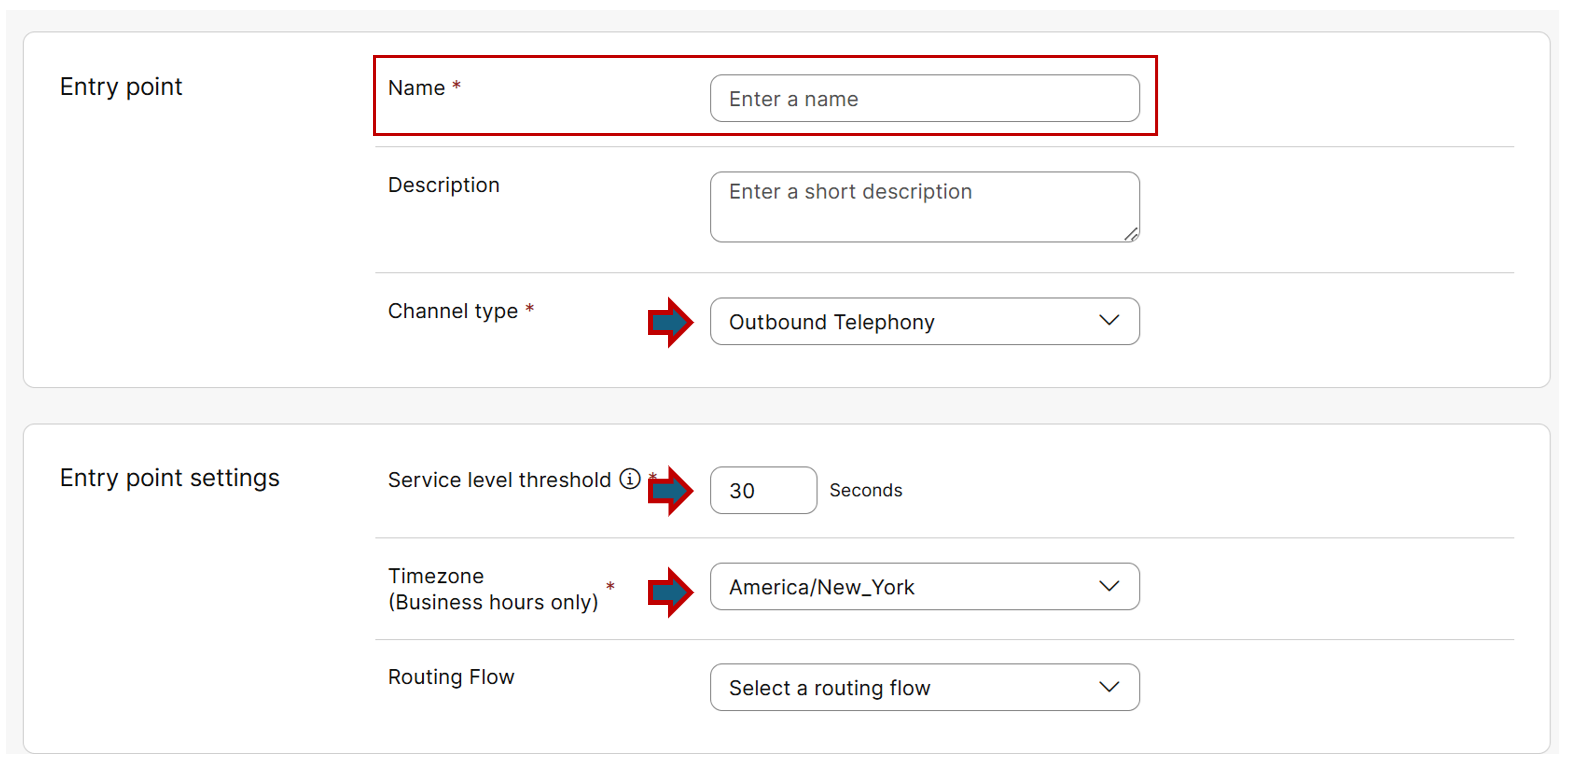 Entry point
Name *
Enter a name
Description
Enter a short description
Channel type *
Outbound Telephony
Entry point settings
Service level threshold ⓘ *
30
Seconds
Timezone
(Business hours only) *
America/New_York
Routing Flow
Select a routing flow